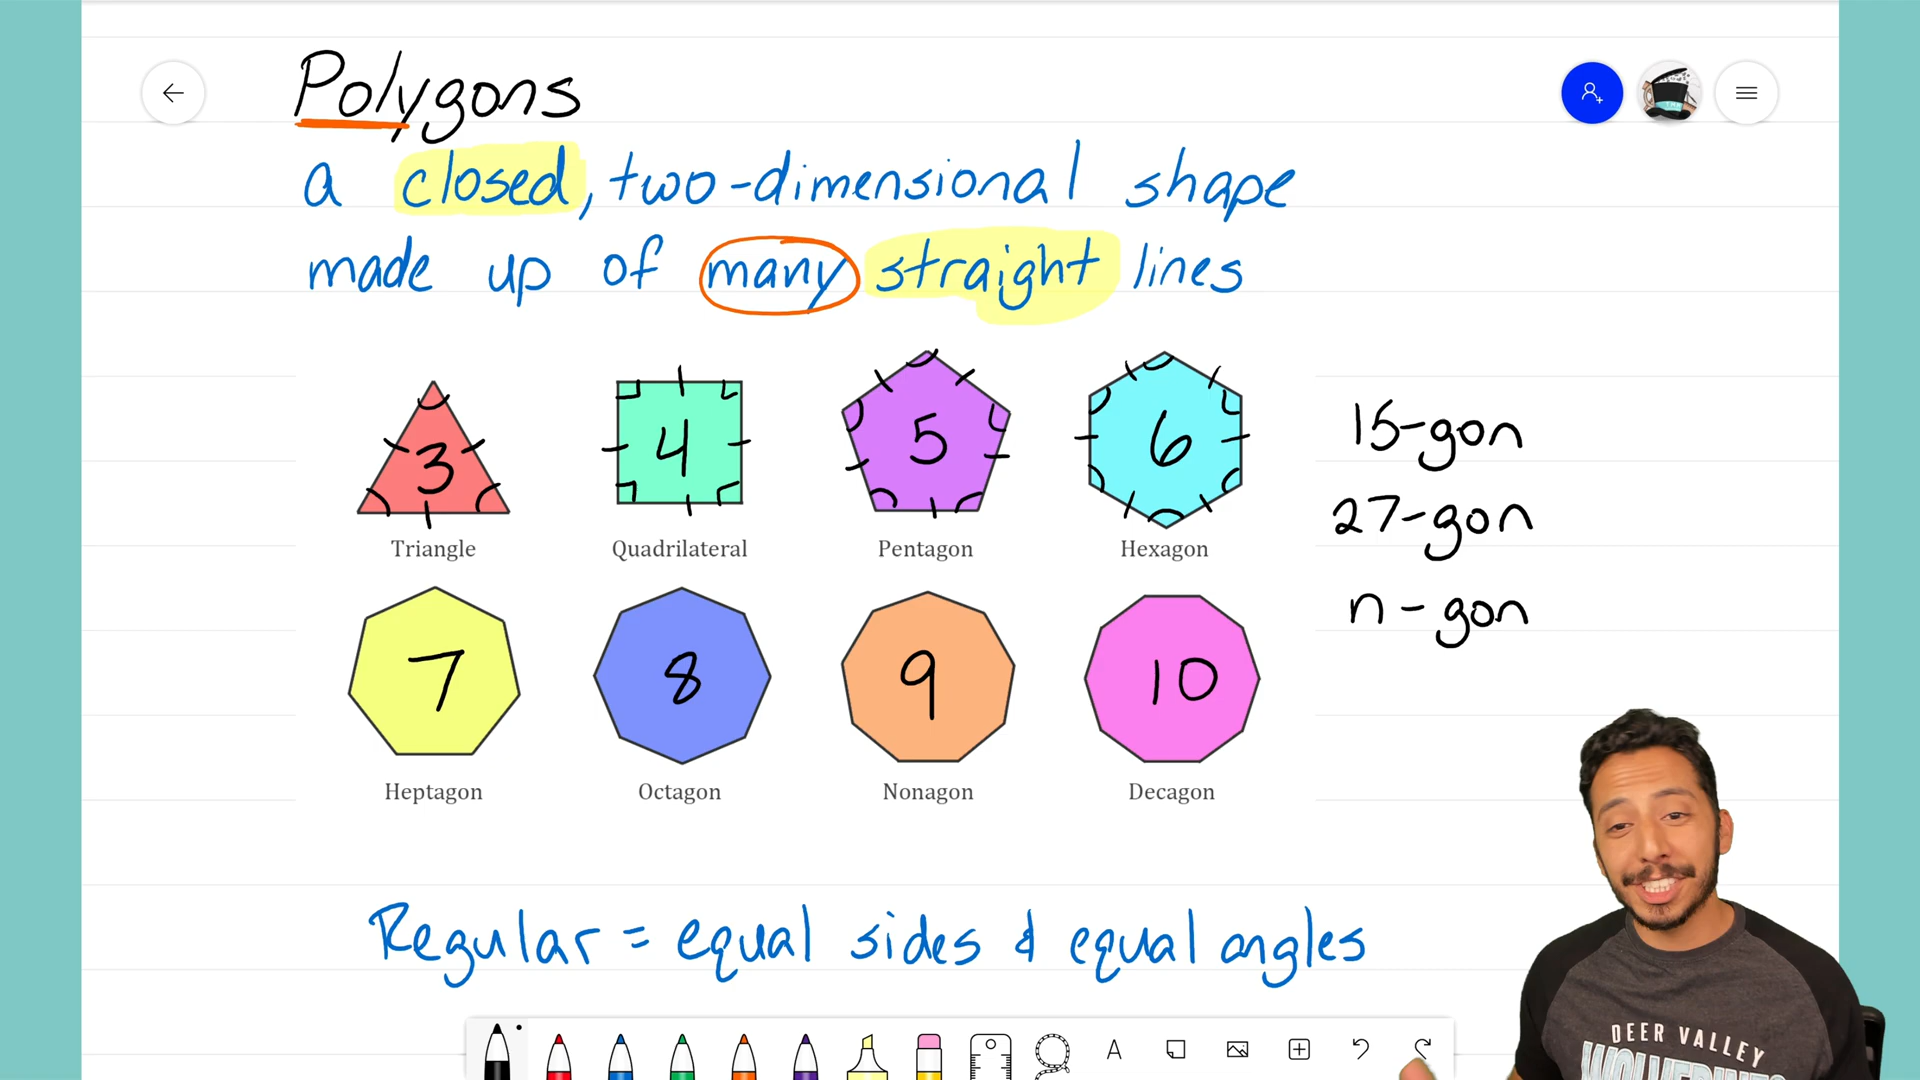 Polygons
a closed, two-dimensional shape
made up of many straight lines
3
4
5
6
Triangle
Quadrilateral
Pentagon
Hexagon
15-gon
27-gon
n-gon
7
8
9
10
Heptagon
Octagon
Nonagon
Decagon
Regular = equal sides & equal angles
A
DEER VALLEY
WOLVERINES